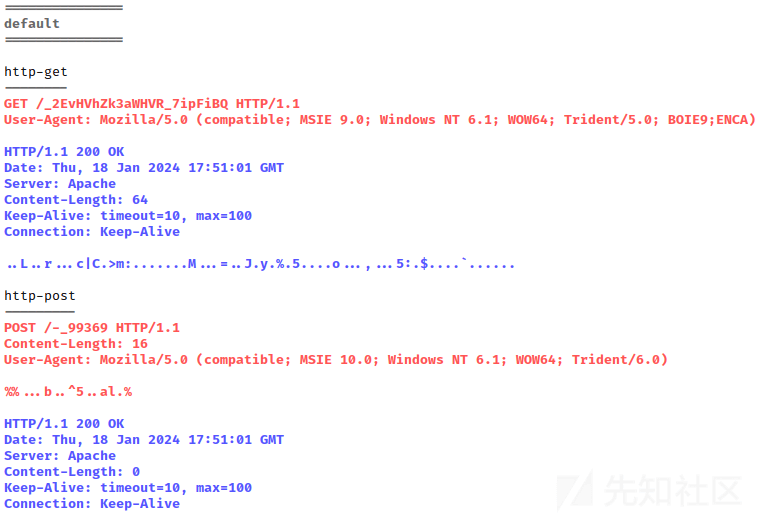 default
http-get
GET /_2EvHVhZk3aWHVR_7ipFiBQ HTTP/1.1
User-Agent: Mozilla/5.0 (compatible; MSIE 9.0; Windows NT 6.1; WOW64; Trident/5.0; BOIE9;ENCA)
HTTP/1.1 200 OK
Date: Thu, 18 Jan 2024 17:51:01 GMT
Server: Apache
Content-Length: 64
Keep-Alive: timeout=10, max=100
Connection: Keep-Alive
..L..r...c|C.>m:.......M...=..J.y.%.5....o...,...5:.$....`......
http-post
POST /-_99369 HTTP/1.1
Content-Length: 16
User-Agent: Mozilla/5.0 (compatible; MSIE 10.0; Windows NT 6.1; WOW64; Trident/6.0)
%%...b..^5..al.%
HTTP/1.1 200 OK
Date: Thu, 18 Jan 2024 17:51:01 GMT
Server: Apache
Content-Length: 0
Keep-Alive: timeout=10, max=100
Connection: Keep-Alive
先知社区